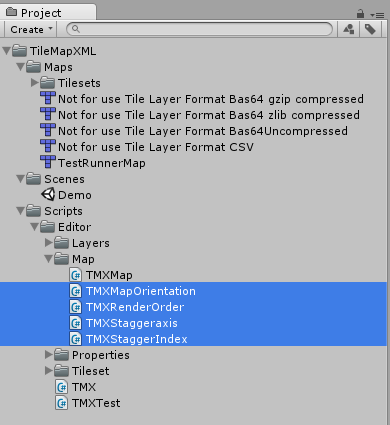 Project
Create
TileMapXML
Maps
Tilesets
Not for use Tile Layer Format Bas64 gzip compressed
Not for use Tile Layer Format Bas64 zlib compressed
Not for use Tile Layer Format Bas64Uncompressed
Not for use Tile Layer Format CSV
TestRunnerMap
Scenes
Demo
Scripts
Editor
Layers
Map
TMXMap
TMXMapOrientation
TMXRenderOrder
TMXStaggeraxis
TMXStaggerIndex
Properties
Tileset
TMX
TMXTest